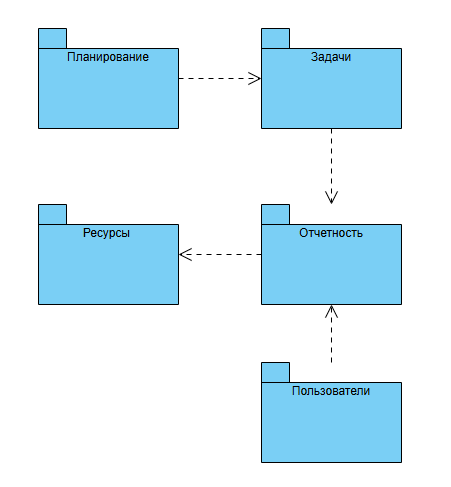 Планирование
Задачи
Ресурсы
Отчетность
Пользователи